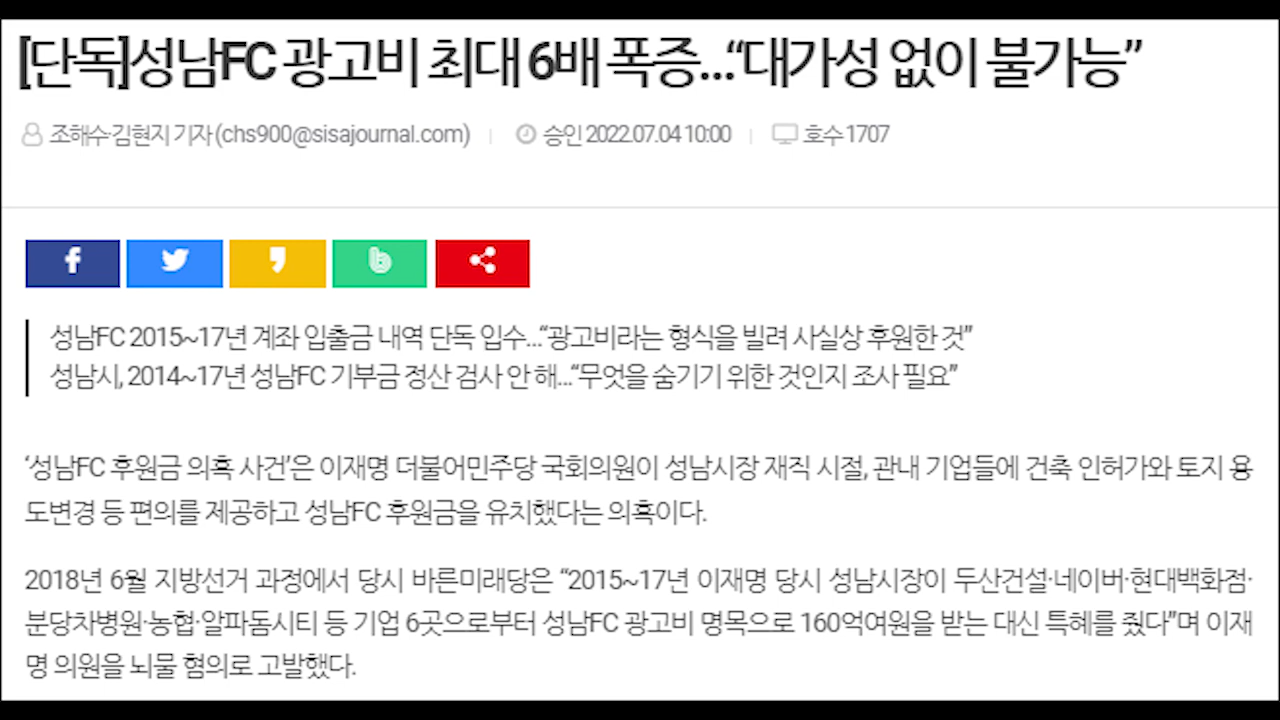 [단독]성남FC 광고비 최대 6배 폭증...“대가성 없이 불가능”
조해수·김현지 기자 (chs900@sisajournal.com) | 승인 2022.07.04 10:00 | 호수 1707
성남FC 2015~17년 계좌 입출금 내역 단독 입수...“광고비라는 형식을 빌려 사실상 후원한 것”
성남시, 2014~17년 성남FC 기부금 정산 검사 안 해...“무엇을 숨기기 위한 것인지 조사 필요”
‘성남FC 후원금 의혹 사건’은 이재명 더불어민주당 국회의원이 성남시장 재직 시절, 관내 기업들에 건축 인허가와 토지 용
도변경 등 편의를 제공하고 성남FC 후원금을 유치했다는 의혹이다.
2018년 6월 지방선거 과정에서 당시 바른미래당은 “2015~17년 이재명 당시 성남시장이 두산건설·네이버·현대백화점·
분당차병원·농협·알파돔시티 등 기업 6곳으로부터 성남FC 광고비 명목으로 160억여원을 받는 대신 특혜를 줬다”며 이재
명 의원을 뇌물 혐의로 고발했다.